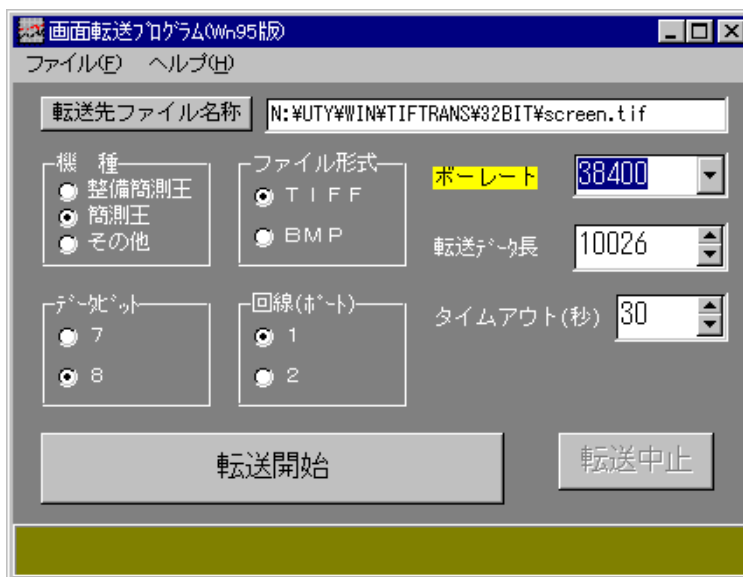 画面転送ﾌﾟﾛｸﾞﾗﾑ(Wn95版)
ファイル(F) ヘルプ(H)
転送先ファイル名称 N:¥UTY¥WIN¥TIFTRANS¥32BIT¥screen.tif
機 種
整備簡測王
簡測王
その他
ファイル形式
ＴＩＦＦ
ＢＭＰ
ボーレート 38400
転送ﾃﾞｰﾀ長 10026
タイムアウト(秒) 30
ﾃﾞｰﾀﾋﾞｯﾄ
7
8
回線(ﾎﾟｰﾄ)
1
2
転送開始
転送中止